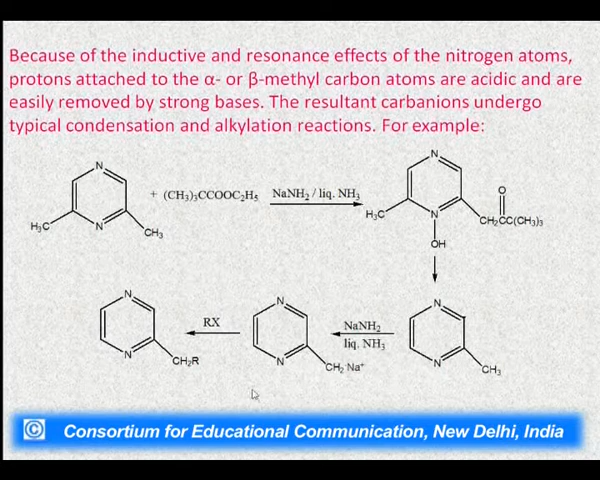 Because of the inductive and resonance effects of the nitrogen atoms,
protons attached to the α- or β-methyl carbon atoms are acidic and are
easily removed by strong bases. The resultant carbanions undergo
typical condensation and alkylation reactions. For example:
N
N
H₃C
CH₃
+ (CH₃)₃CCOOC₂H₅
NaNH₂ / liq. NH₃
N
N
H₃C
OH
O
CH₂CC(CH₃)₃
N
N
CH₂R
RX
N
N
CH₂⁻Na⁺
NaNH₂
liq. NH₃
N
N
CH₃
© Consortium for Educational Communication, New Delhi, India